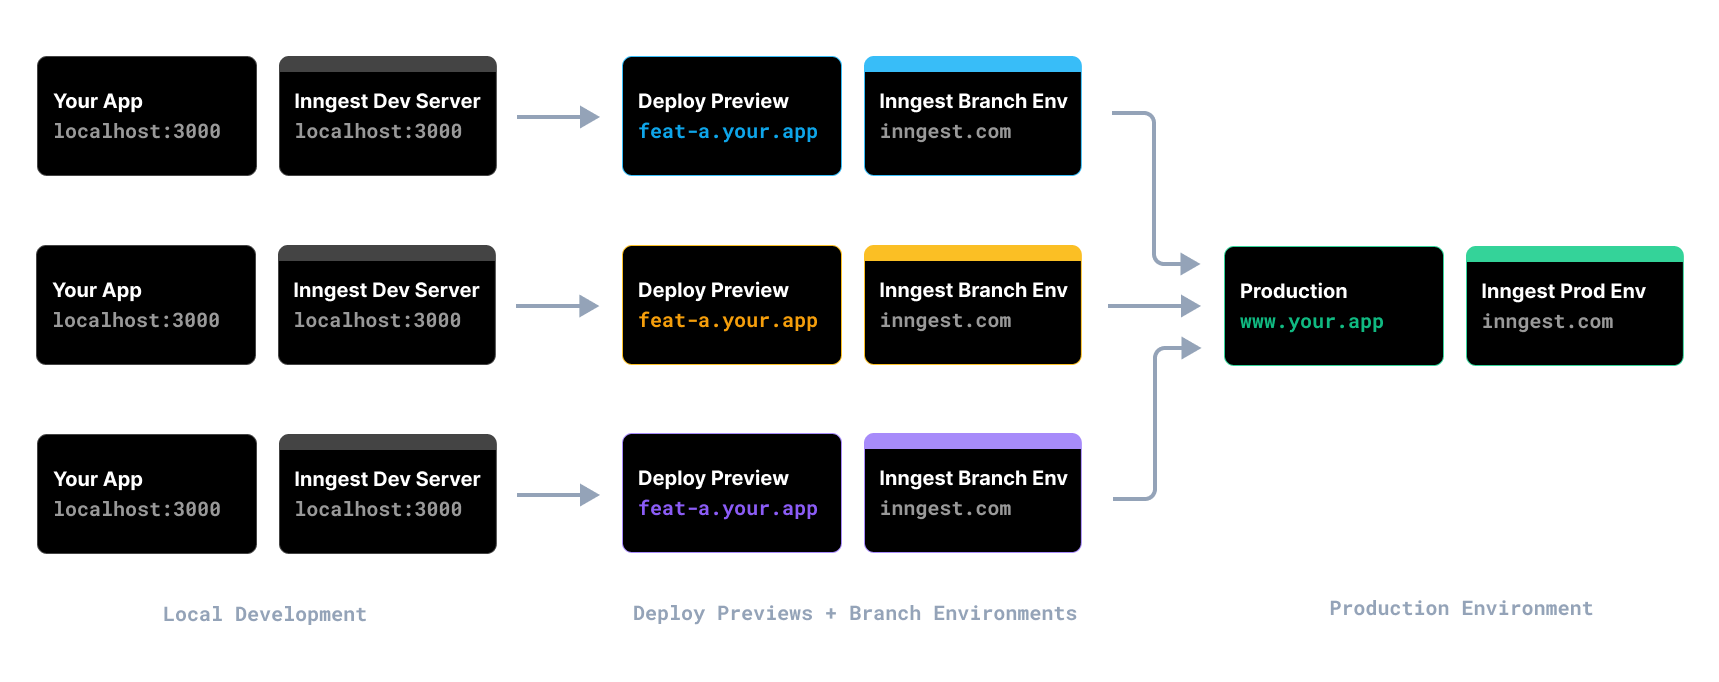 Your App
localhost:3000
Inngest Dev Server
localhost:3000
Deploy Preview
feat-a.your.app
Inngest Branch Env
inngest.com
Your App
localhost:3000
Inngest Dev Server
localhost:3000
Deploy Preview
feat-a.your.app
Inngest Branch Env
inngest.com
Production
www.your.app
Inngest Prod Env
inngest.com
Your App
localhost:3000
Inngest Dev Server
localhost:3000
Deploy Preview
feat-a.your.app
Inngest Branch Env
inngest.com
Local Development
Deploy Previews + Branch Environments
Production Environment